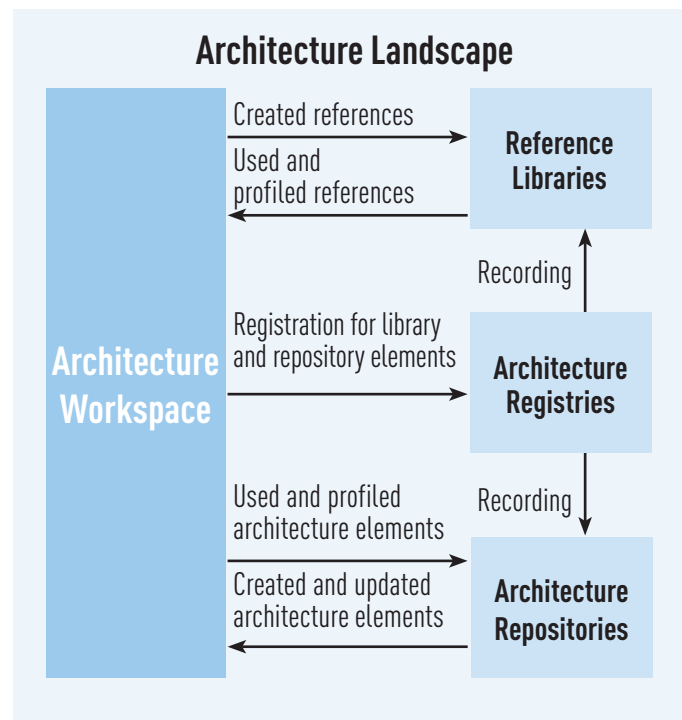 Architecture Landscape
Created references
Used and
profiled references
Reference
Libraries
Recording
Registration for library
and repository elements
Architecture
Workspace
Architecture
Registries
Used and profiled
architecture elements
Recording
Created and updated
architecture elements
Architecture
Repositories